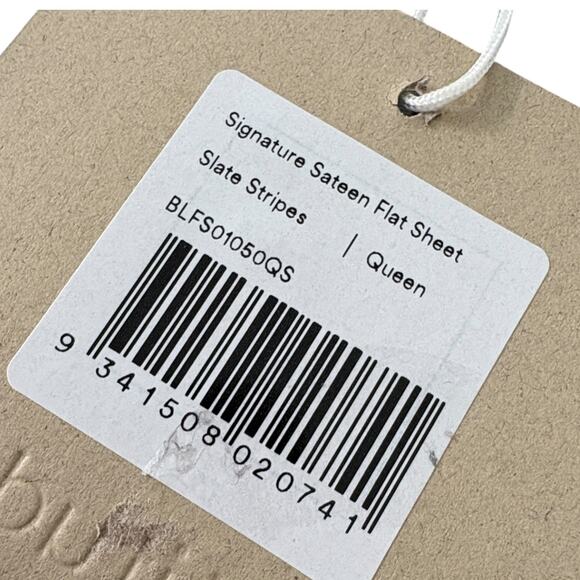 Signature Sateen Flat Sheet
Slate Stripes | Queen
BLFS01050QS
9 341508 020741